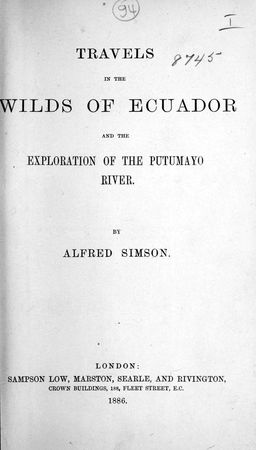 94
I
TRAVELS
8745
IN THE
WILDS OF ECUADOR
AND THE
EXPLORATION OF THE PUTUMAYO
RIVER.
BY
ALFRED SIMSON.
LONDON:
SAMPSON LOW, MARSTON, SEARLE, AND RIVINGTON,
CROWN BUILDINGS, 188, FLEET STREET, E.C.
1886.